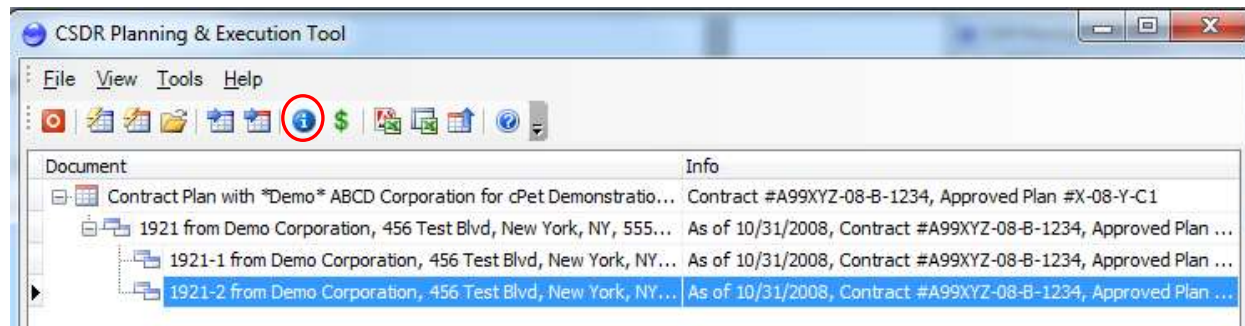 CSDR Planning & Execution Tool
File View Tools Help
$
Document Info
Contract Plan with *Demo* ABCD Corporation for cPet Demonstratio... Contract #A99XYZ-08-B-1234, Approved Plan #X-08-Y-C1
1921 from Demo Corporation, 456 Test Blvd, New York, NY, 555... As of 10/31/2008, Contract #A99XYZ-08-B-1234, Approved Plan ...
1921-1 from Demo Corporation, 456 Test Blvd, New York, NY... As of 10/31/2008, Contract #A99XYZ-08-B-1234, Approved Plan ...
1921-2 from Demo Corporation, 456 Test Blvd, New York, NY... As of 10/31/2008, Contract #A99XYZ-08-B-1234, Approved Plan ...